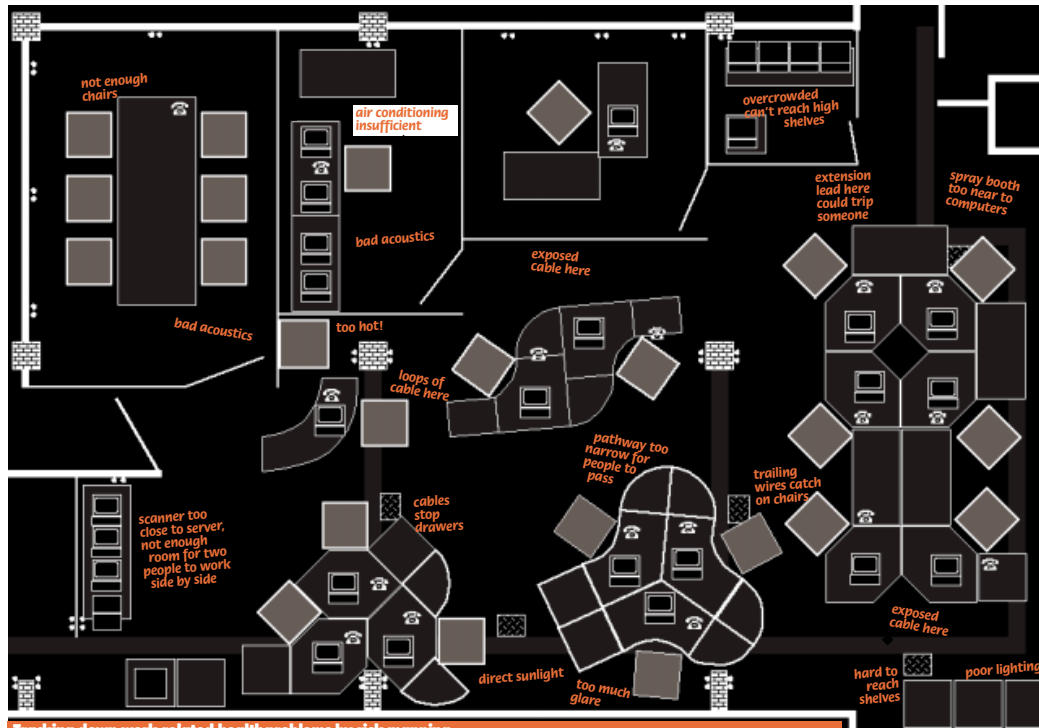 not enough
chairs
air conditioning
insufficient
overcrowded
can't reach high
shelves
extension
lead here
could trip
someone
spray booth
too near to
computers
bad acoustics
exposed
cable here
bad acoustics
too hot!
loops of
cable here
pathway too
narrow for
people to
pass
trailing
wires catch
on chairs
cables
stop
drawers
scanner too
close to server,
not enough
room for two
people to work
side by side
exposed
cable here
direct sunlight
too much
glare
hard to
reach
shelves
poor lighting